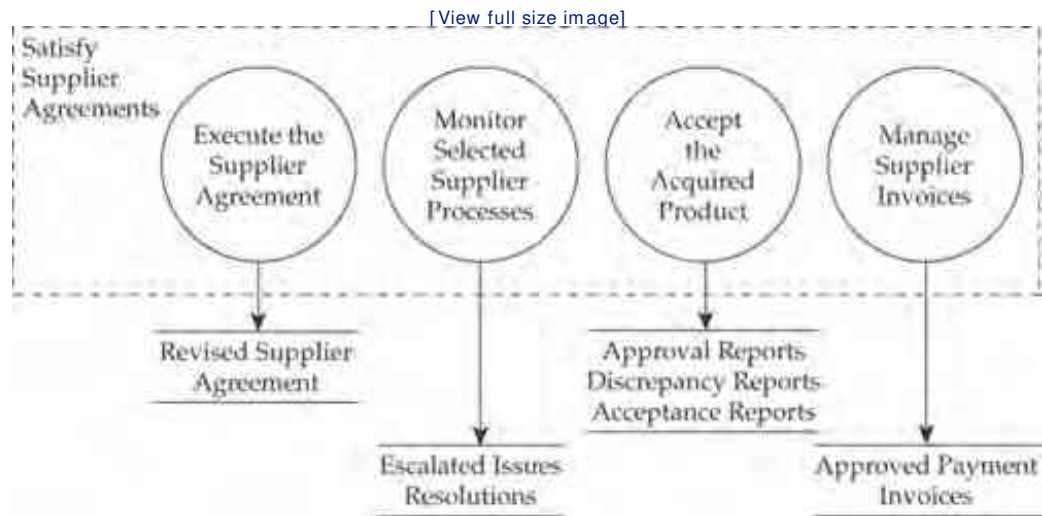 [View full size image]
Satisfy
Supplier
Agreements
Execute the
Supplier
Agreement
Monitor
Selected
Supplier
Processes
Accept
the
Acquired
Product
Manage
Supplier
Invoices
Revised Supplier
Agreement
Approval Reports
Discrepancy Reports
Acceptance Reports
Escalated Issues
Resolutions
Approved Payment
Invoices